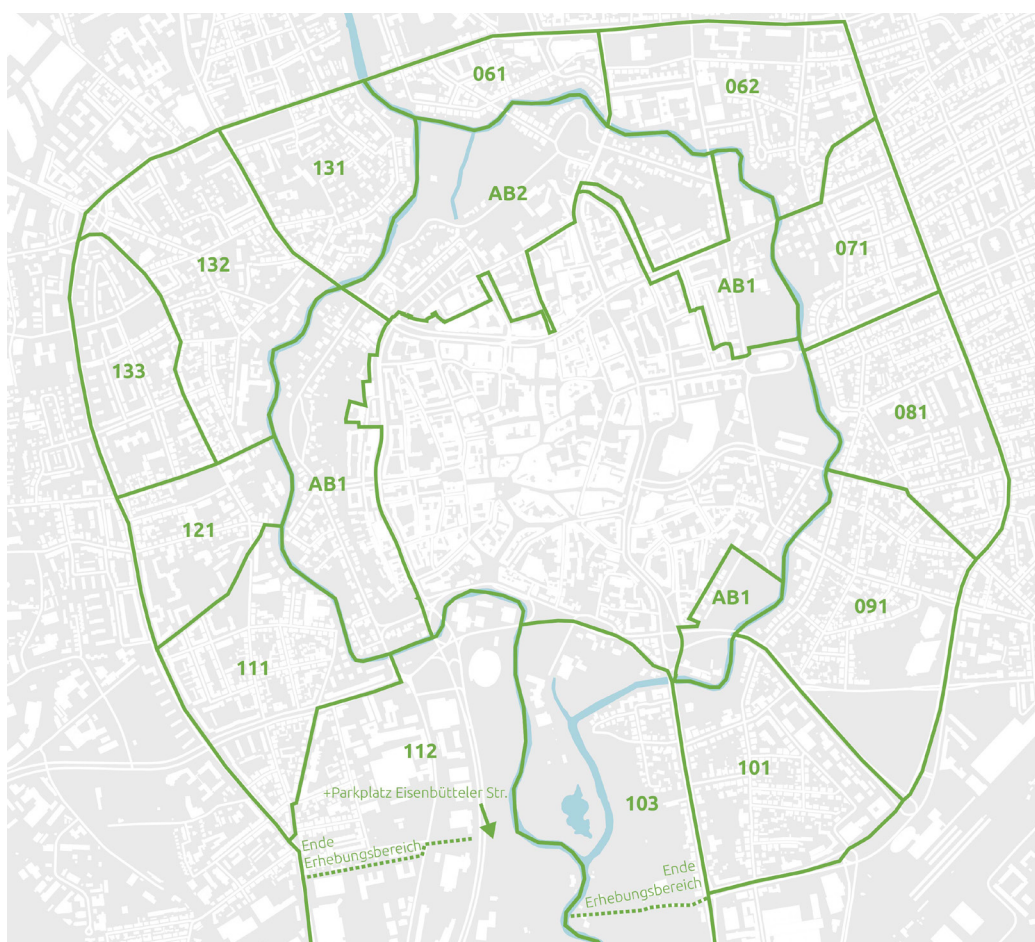 061
062
131
AB2
071
132
AB1
133
081
AB1
121
AB1
091
111
112
101
+Parkplatz Eisenbütteler Str.
103
Ende
Erhebungsbereich
Ende
Erhebungsbereich